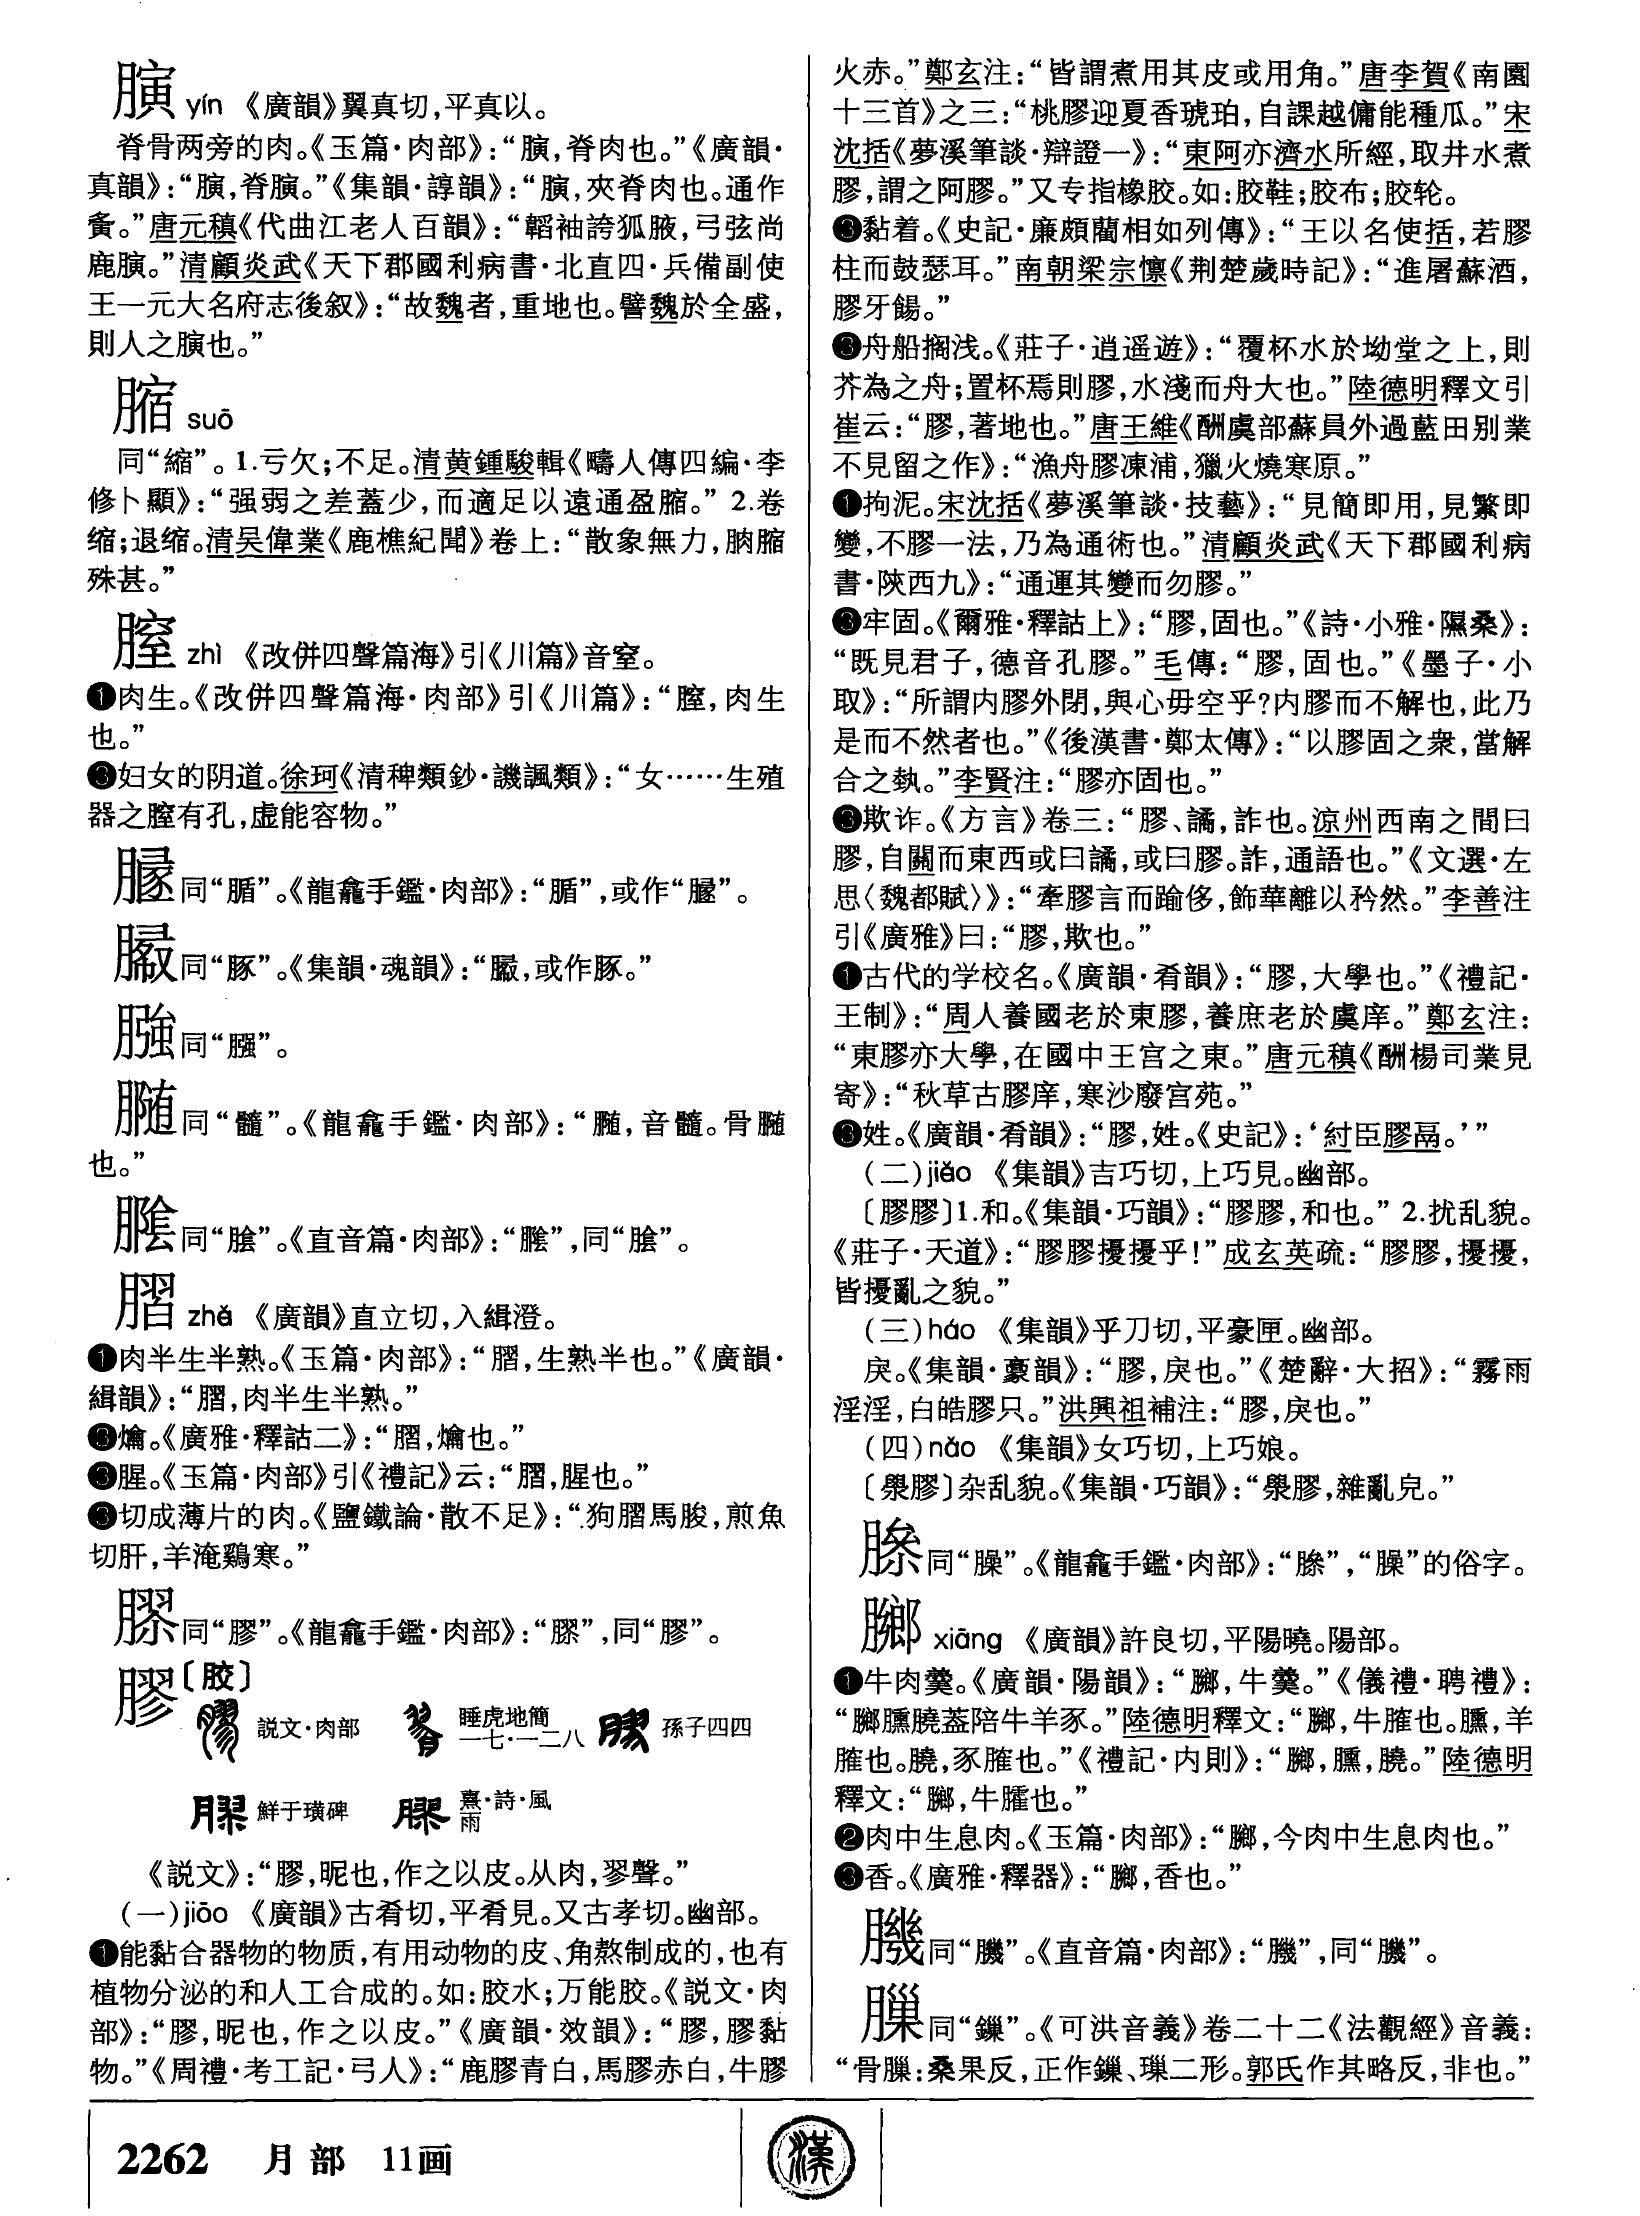 膑 yín 《廣韻》翼真切,平真以。
脊骨两旁的肉。《玉篇·肉部》:“䐺,脊肉也。”《廣韻·
真韻》:“䐺,脊䐺。”《集韻·諄韻》:“䐺,夾脊肉也。通作
夤。”唐元稹《代曲江老人百韻》:“韜袖誇狐腋,弓弦尚
鹿䐺。”清顧炎武《天下郡國利病書·北直四·兵備副使
王一元大名府志後叙》:“故魏者,重地也。譬魏於全盛,
則人之䐺也。”
suō
同“縮”。1.亏欠;不足。清黄鍾駿輯《疇人傳四編·李
修卜顯》:“强弱之差蓋少,而適足以遠通盈。” 2.卷
缩;退缩。清吴偉業《鹿樵紀聞》卷上:“散象無力,朒
殊甚。”
膣 zhì 《改併四聲篇海》引《川篇》音窒。
❶肉生。《改併四聲篇海·肉部》引《川篇》:“膣,肉生
也。”
❸妇女的阴道。徐珂《清稗類鈔·譏諷類》:“女……生殖
器之膣有孔,虚能容物。”
同“腯”。《龍龕手鑑·肉部》:“腯”,或作“”。
同“豚”。《集韻·魂韻》:“,或作豚。”
膙同“膙”。
同“髓”。《龍龕手鑑·肉部》:“,音髓。骨
也。”
同“”。《直音篇·肉部》:“”,同“”。
zhé 《廣韻》直立切,入緝澄。
❶肉半生半熟。《玉篇·肉部》:“䐲,生熟半也。”《廣韻·
緝韻》:“䐲,肉半生半熟。”
❸爚。《廣雅·釋詁二》:“䐲,爚也。”
❸腥。《玉篇·肉部》引《禮記》云:“䐲,腥也。”
❸切成薄片的肉。《鹽鐵論·散不足》:“狗䐲馬朘,煎魚
切肝,羊淹鷄寒。”
同“膠”。《龍龕手鑑·肉部》:“”,同“膠”。
膠〔胶〕
説文·肉部 睡虎地簡一七·一二八 孫子四四
鮮于璜碑 熹·詩·風雨
《説文》:“膠,昵也,作之以皮。从肉,翏聲。”
(一)jiāo 《廣韻》古肴切,平肴見。又古孝切。幽部。
❶能黏合器物的物质,有用动物的皮、角熬制成的,也有
植物分泌的和人工合成的。如:胶水;万能胶。《説文·肉
部》:“膠,昵也,作之以皮。”《廣韻·效韻》:“膠,膠黏
物。”《周禮·考工記·弓人》:“鹿膠青白,馬膠赤白,牛膠
火赤。”鄭玄注:“皆謂煮用其皮或用角。”唐李賀《南園
十三首》之三:“桃膠迎夏香琥珀,自課越傭能種瓜。”宋
沈括《夢溪筆談·辯證一》:“東阿亦濟水所經,取井水煮
膠,謂之阿膠。”又专指橡胶。如:胶鞋;胶布;胶轮。
❸黏着。《史記·廉頗藺相如列傳》:“王以名使括,若膠
柱而鼓瑟耳。”南朝梁宗懍《荆楚歲時記》:“進屠蘇酒,
膠牙餳。”
❸舟船搁浅。《莊子·逍遥遊》:“覆杯水於坳堂之上,則
芥為之舟;置杯焉則膠,水淺而舟大也。”陸德明釋文引
崔云:“膠,著地也。”唐王維《酬虞部蘇員外過藍田别業
不見留之作》:“漁舟膠凍浦,獵火燒寒原。”
❶拘泥。宋沈括《夢溪筆談·技藝》:“見簡即用,見繁即
變,不膠一法,乃為通術也。”清顧炎武《天下郡國利病
書·陝西九》:“通運其變而勿膠。”
❸牢固。《爾雅·釋詁上》:“膠,固也。”《詩·小雅·隰桑》:
“既見君子,德音孔膠。”毛傳:“膠,固也。”《墨子·小
取》:“所謂内膠外閉,與心毋空乎?内膠而不解也,此乃
是而不然者也。”《後漢書·鄭太傳》:“以膠固之衆,當解
合之埶。”李賢注:“膠亦固也。”
❸欺诈。《方言》卷三:“膠、譎,詐也。涼州西南之間曰
膠,自關而東西或曰譎,或曰膠。詐,通語也。”《文選·左
思〈魏都賦〉》:“牽膠言而踰侈,飾華離以矜然。”李善注
引《廣雅》曰:“膠,欺也。”
❶古代的学校名。《廣韻·肴韻》:“膠,大學也。”《禮記·
王制》:“周人養國老於東膠,養庶老於虞庠。”鄭玄注:
“東膠亦大學,在國中王宫之東。”唐元稹《酬楊司業見
寄》:“秋草古膠庠,寒沙廢宫苑。”
❸姓。《廣韻·肴韻》:“膠,姓。《史記》:‘紂臣膠鬲。’”
(二)jiǎo 《集韻》吉巧切,上巧見。幽部。
〔膠膠〕1.和。《集韻·巧韻》:“膠膠,和也。” 2.扰乱貌。
《莊子·天道》:“膠膠擾擾乎!”成玄英疏:“膠膠,擾擾,
皆擾亂之貌。”
(三)háo 《集韻》乎刀切,平豪匣。幽部。
戾。《集韻·豪韻》:“膠,戾也。”《楚辭·大招》:“霧雨
淫淫,白皓膠只。”洪興祖補注:“膠,戾也。”
(四)nǎo 《集韻》女巧切,上巧娘。
〔㬥膠〕杂乱貌。《集韻·巧韻》:“膠,雜亂皃。”
同“臊”。《龍龕手鑑·肉部》:“”,“臊”的俗字。
膷 xiāng 《廣韻》許良切,平陽曉。陽部。
❶牛肉羹。《廣韻·陽韻》:“膷,牛羹。”《儀禮·聘禮》:
“膷臐膮蓋陪牛羊豕。”陸德明釋文:“膷,牛臛也。臐,羊
臛也。膮,豕臛也。”《禮記·内則》:“膷,臐,膮。”陸德明
釋文:“膷,牛臛也。”
❷肉中生息肉。《玉篇·肉部》:“膷,今肉中生息肉也。”
❸香。《廣雅·釋器》:“膷,香也。”
同“”。《直音篇·肉部》:“”,同“”。
同“鏁”。《可洪音義》卷二十二《法觀經》音義:
“骨:桑果反,正作鏁、璅二形。郭氏作其略反,非也。”
2262 月部 11画
漢